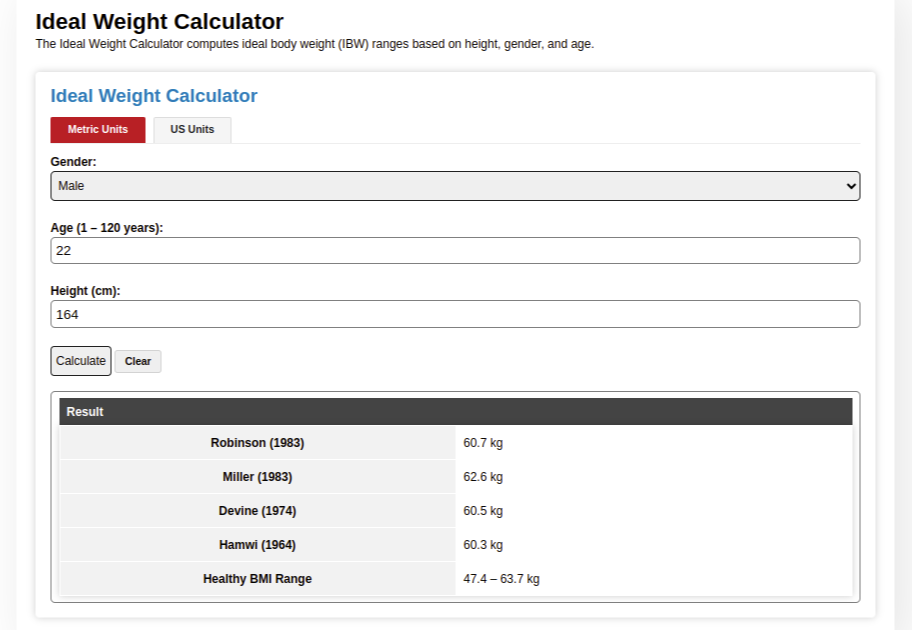 Ideal Weight Calculator
The Ideal Weight Calculator computes ideal body weight (IBW) ranges based on height, gender, and age.
Ideal Weight Calculator
Metric Units US Units
Gender:
Male
Age (1 – 120 years):
22
Height (cm):
164
Calculate Clear
Result
Robinson (1983) 60.7 kg
Miller (1983) 62.6 kg
Devine (1974) 60.5 kg
Hamwi (1964) 60.3 kg
Healthy BMI Range 47.4 – 63.7 kg